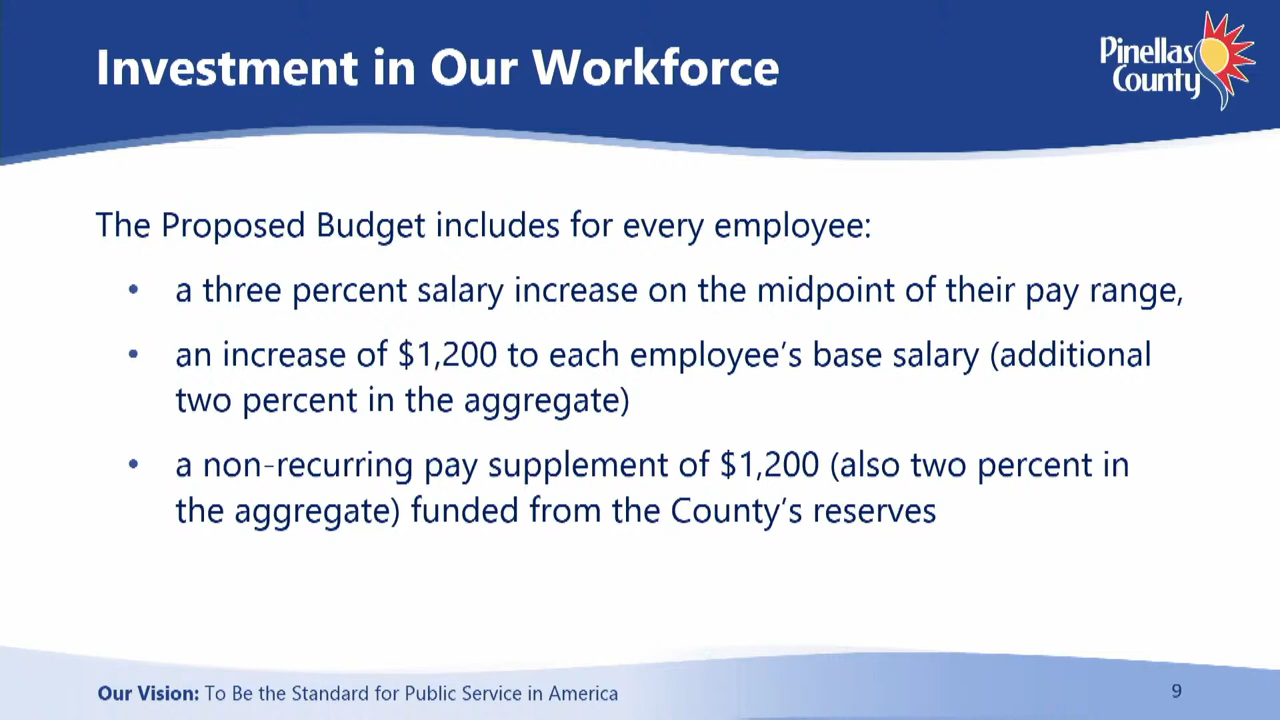 Investment in Our Workforce
Pinellas
County
The Proposed Budget includes for every employee:
• a three percent salary increase on the midpoint of their pay range,
• an increase of $1,200 to each employee’s base salary (additional
two percent in the aggregate)
• a non-recurring pay supplement of $1,200 (also two percent in
the aggregate) funded from the County’s reserves
Our Vision: To Be the Standard for Public Service in America
9